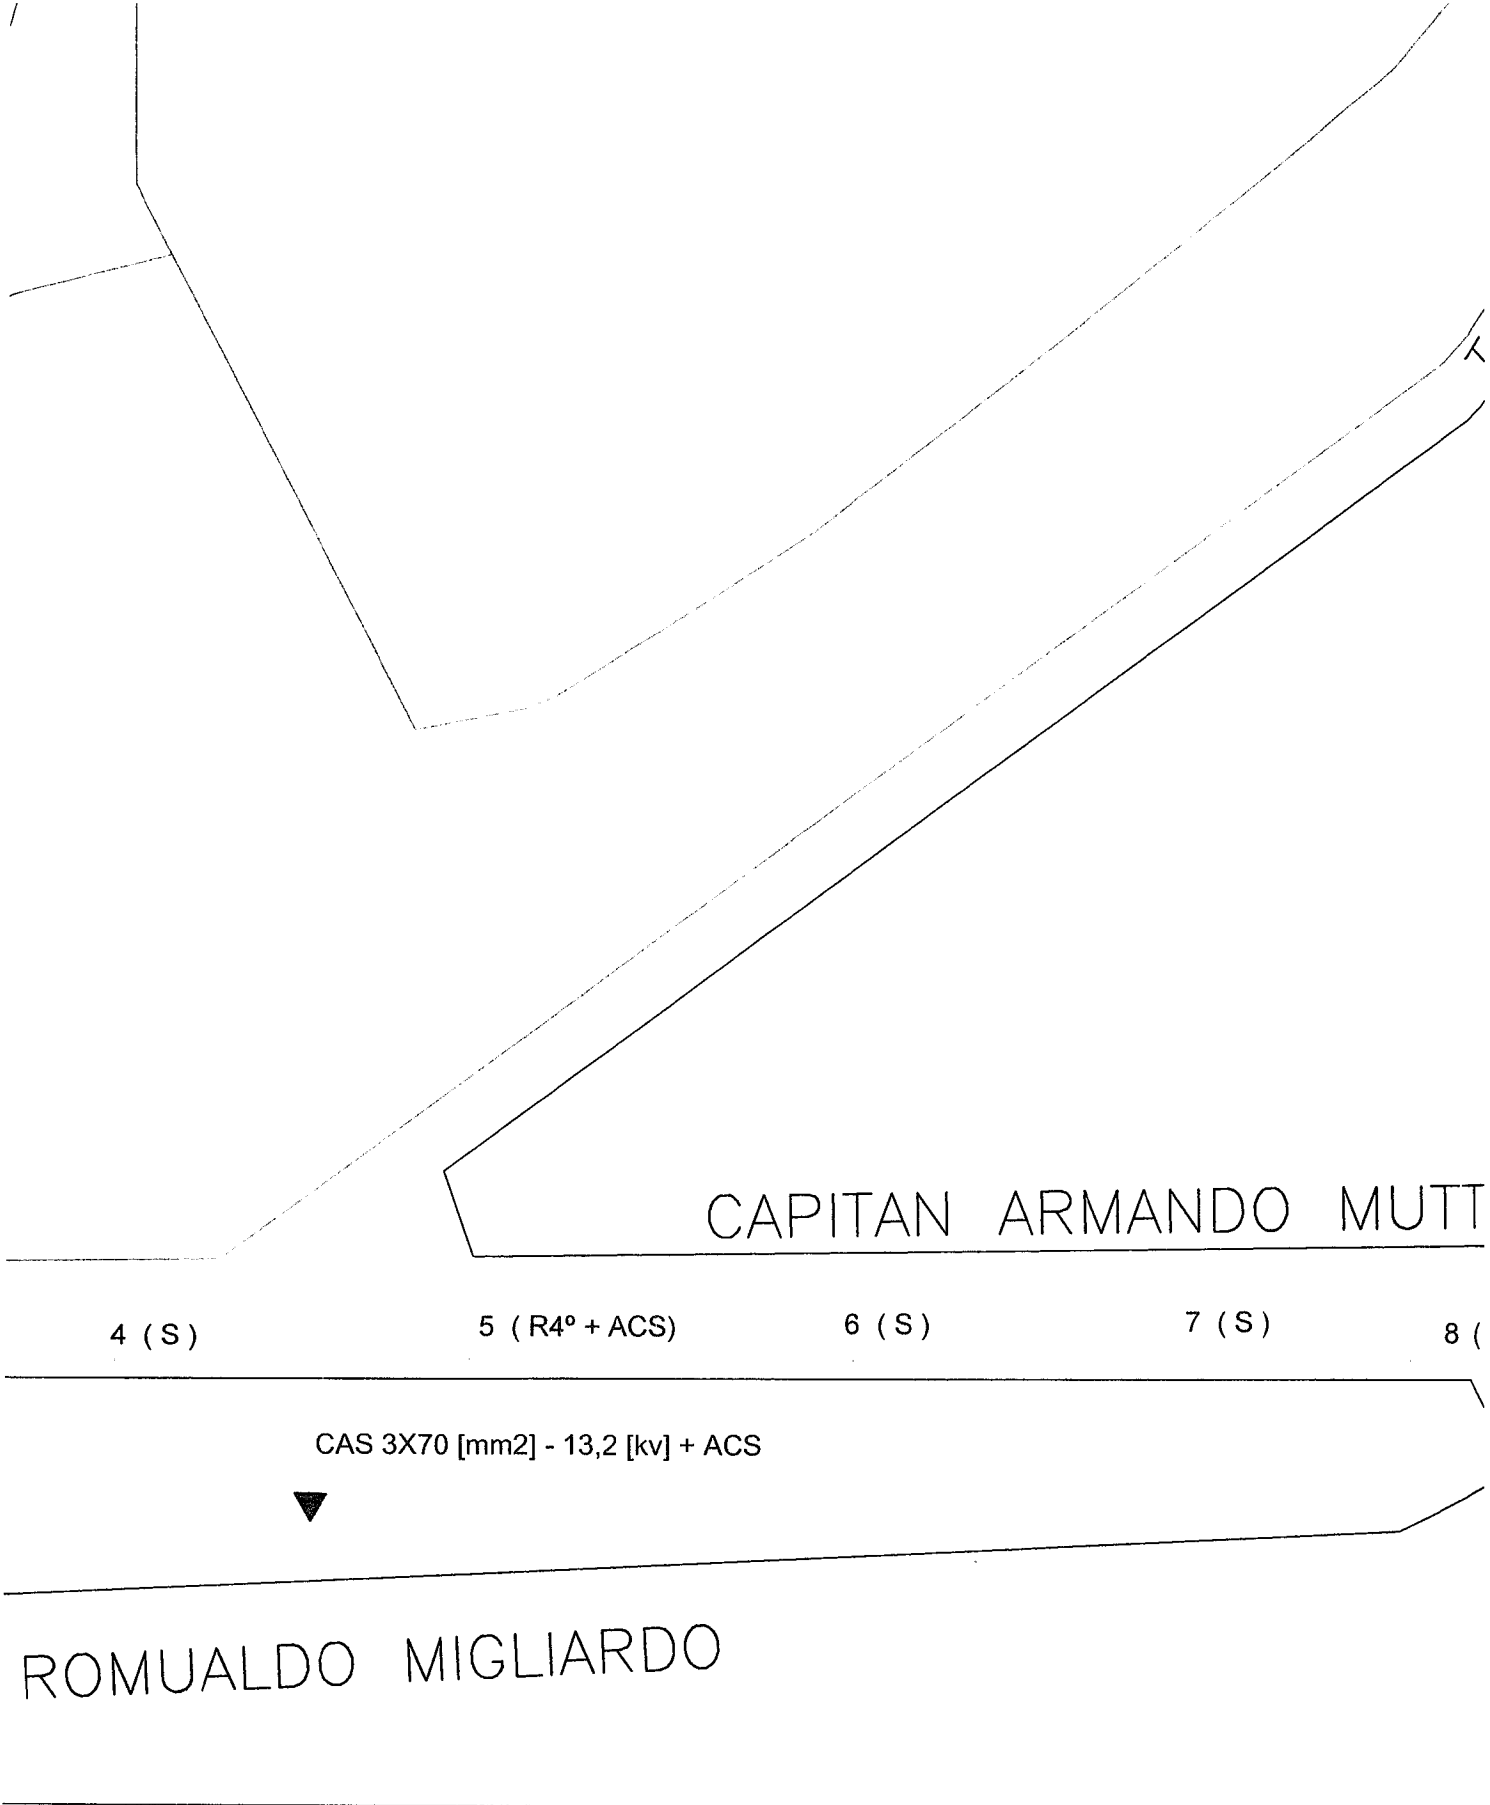 CAPITAN ARMANDO MUTT
4 (S)
5 (R4º + ACS)
6 (S)
7 (S)
8 (
CAS 3X70 [mm2] - 13,2 [kv] + ACS
ROMUALDO MIGLIARDO